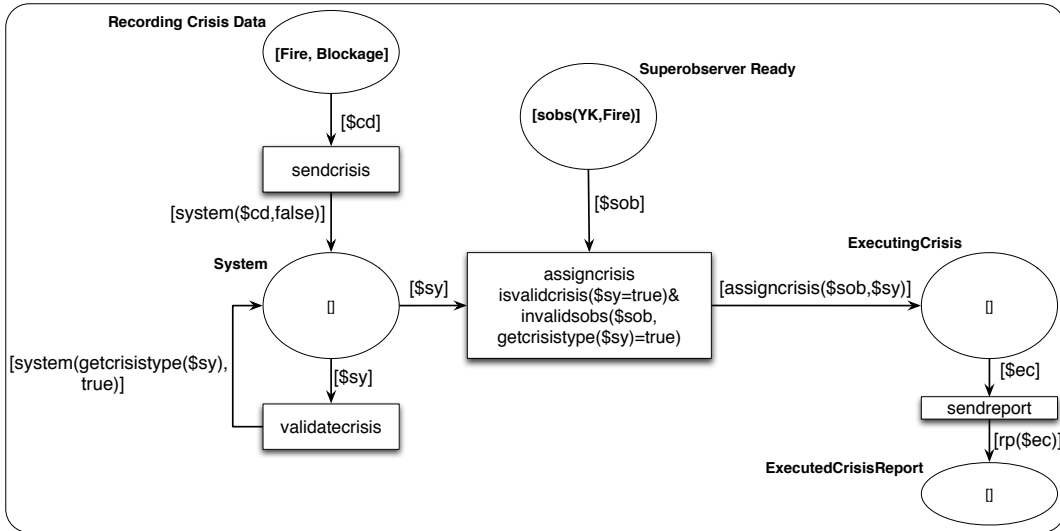 Recording Crisis Data
[Fire, Blockage]
[$cd]
sendcrisis
[system($cd,false)]
System
[]
[$sy]
validatecrisis
[system(getcrisistype($sy),
true)]
[$sy]
Superobserver Ready
[sobs(YK,Fire)]
[$sob]
assigncrisis
isvalidcrisis($sy=true)&
invalidsobs($sob,
getcrisistype($sy)=true)
[assigncrisis($sob,$sy)]
ExecutingCrisis
[]
[$ec]
sendreport
[rp($ec)]
ExecutedCrisisReport
[]